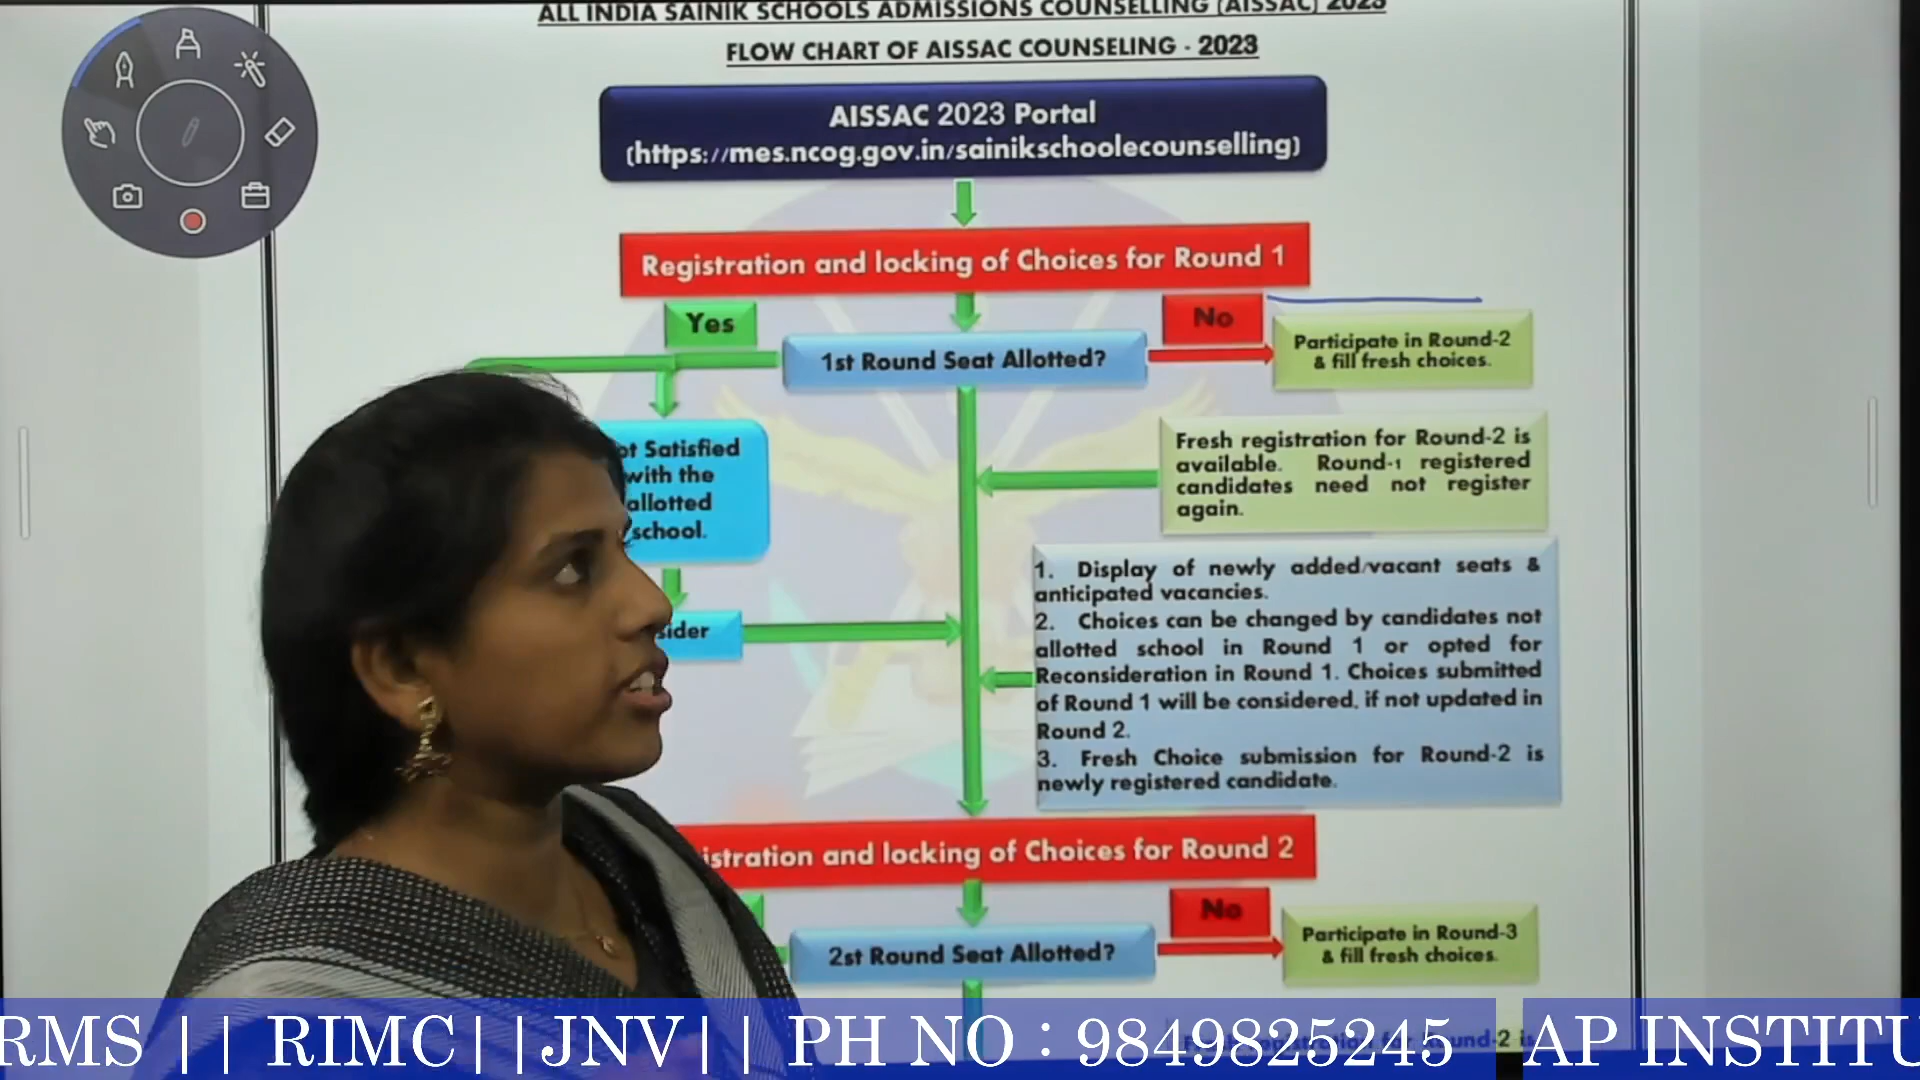 ALL INDIA SAINIK SCHOOLS ADMISSIONS COUNSELLING (AISSAC) 2023
FLOW CHART OF AISSAC COUNSELING - 2023
AISSAC 2023 Portal
(https://mes.ncog.gov.in/sainikschoolecounselling)
Registration and locking of Choices for Round 1
Yes
No
1st Round Seat Allotted?
Participate in Round-2
& fill fresh choices.
Satisfied
with the
allotted
school.
Fresh registration for Round-2 is
available. Round-1 registered
candidates need not register
again.
1. Display of newly added/vacant seats &
anticipated vacancies.
2. Choices can be changed by candidates not
allotted school in Round 1 or opted for
Reconsideration in Round 1. Choices submitted
of Round 1 will be considered, if not updated in
Round 2.
3. Fresh Choice submission for Round-2 is
newly registered candidate.
and locking of Choices for Round 2
No
2st Round Seat Allotted?
Participate in Round-3
& fill fresh choices.
RMS || RIMC||JNV|| PH NO : 9849825245 AP INSTITU